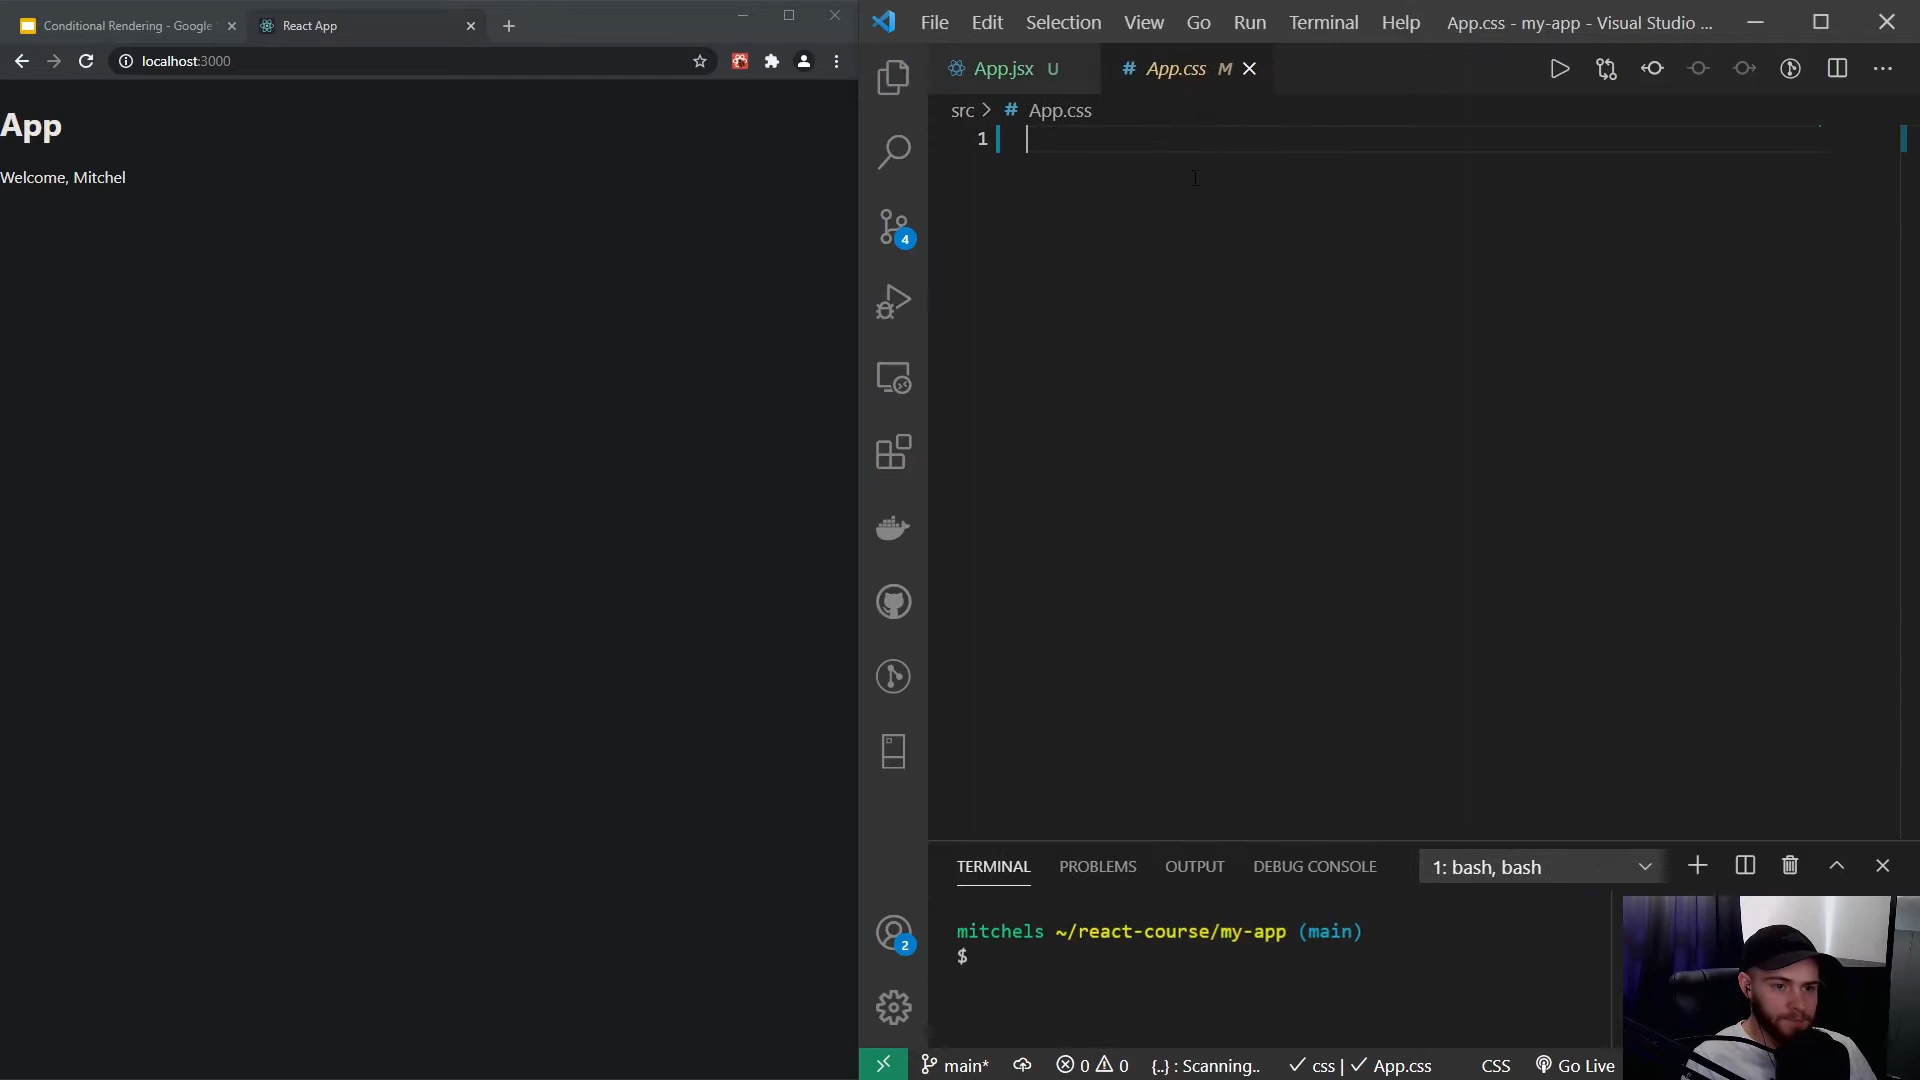 Conditional Rendering - Google
React App
localhost:3000
App
Welcome, Mitchel
File Edit Selection View Go Run Terminal Help App.css - my-app - Visual Studio ...
App.jsx U
# App.css M
src > # App.css
1
4
TERMINAL PROBLEMS OUTPUT DEBUG CONSOLE 1: bash, bash
mitchels ~/react-course/my-app (main)
$
2
main* 0 0 {..} : Scanning.. css | App.css CSS Go Live